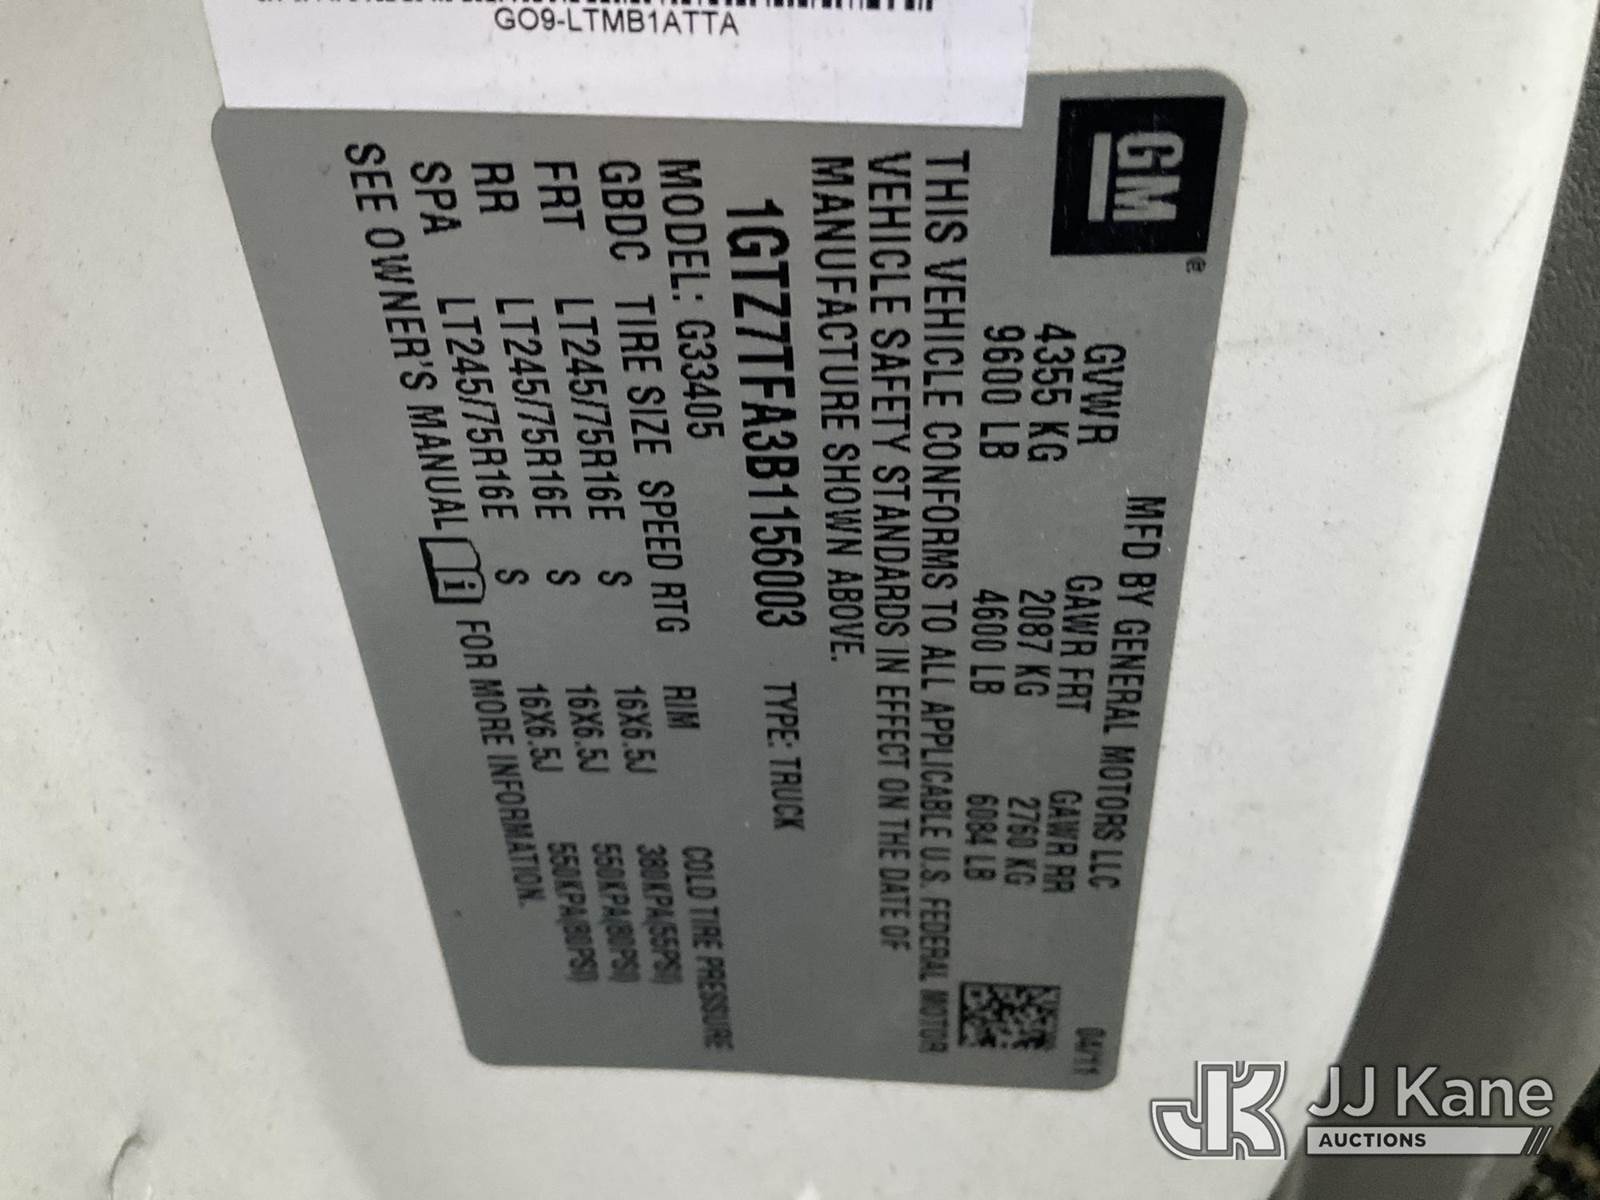 GO9-LTMB1ATTA
GM
MFD BY GENERAL MOTORS LLC 04/11
GVWR GAWR FRT GAWR RR
4355 KG 2087 KG 2760 KG
9600 LB 4600 LB 6084 LB
THIS VEHICLE CONFORMS TO ALL APPLICABLE U.S. FEDERAL MOTOR
VEHICLE SAFETY STANDARDS IN EFFECT ON THE DATE OF
MANUFACTURE SHOWN ABOVE.
1GTZ7TFA3B1156003 TYPE: TRUCK
MODEL: G33405
GBDC TIRE SIZE SPEED RTG RIM COLD TIRE PRESSURE
FRT LT245/75R16E S 16X6.5J 380KPA(55PSI)
RR LT245/75R16E S 16X6.5J 550KPA(80PSI)
SPA LT245/75R16E S 16X6.5J 550KPA(80PSI)
SEE OWNER'S MANUAL i FOR MORE INFORMATION.
JK JJ Kane
AUCTIONS